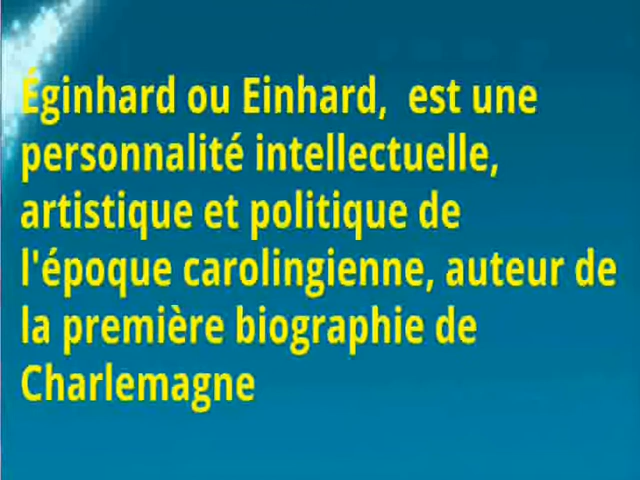 Éginhard ou Einhard,  est une
personnalité intellectuelle,
artistique et politique de
l'époque carolingienne, auteur de
la première biographie de
Charlemagne